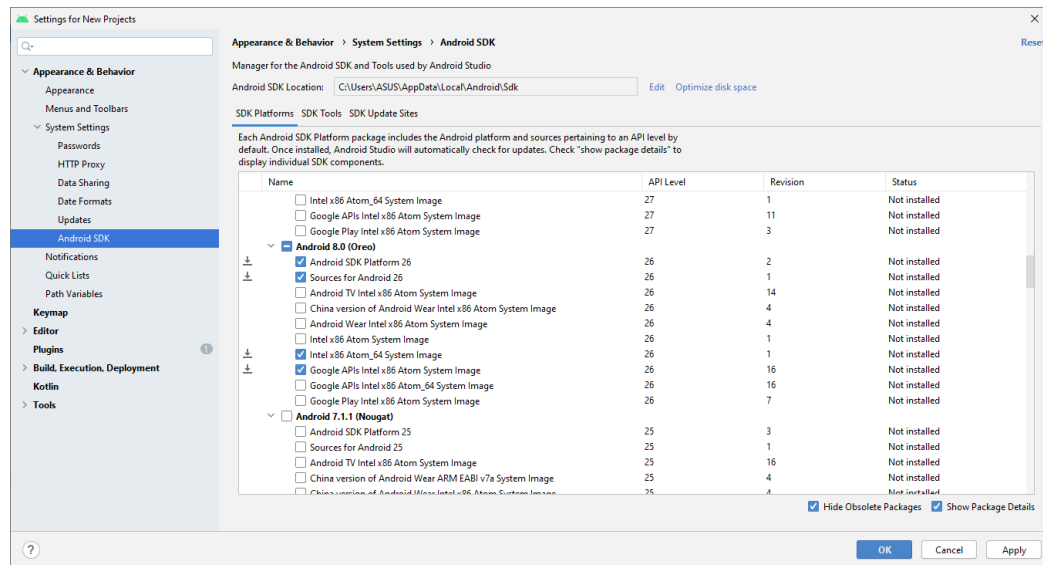 Settings for New Projects
Appearance & Behavior
Appearance
Menus and Toolbars
System Settings
Passwords
HTTP Proxy
Data Sharing
Date Formats
Updates
Android SDK
Notifications
Quick Lists
Path Variables
Keymap
Editor
Plugins 1
Build, Execution, Deployment
Kotlin
Tools
Appearance & Behavior > System Settings > Android SDK Reset
Manager for the Android SDK and Tools used by Android Studio
Android SDK Location: C:\Users\ASUS\AppData\Local\Android\Sdk Edit Optimize disk space
SDK Platforms SDK Tools SDK Update Sites
Each Android SDK Platform package includes the Android platform and sources pertaining to an API level by
default. Once installed, Android Studio will automatically check for updates. Check "show package details" to
display individual SDK components.
Name API Level Revision Status
Intel x86 Atom_64 System Image 27 1 Not installed
Google APIs Intel x86 Atom System Image 27 11 Not installed
Google Play Intel x86 Atom System Image 27 3 Not installed
Android 8.0 (Oreo)
Android SDK Platform 26 26 2 Not installed
Sources for Android 26 26 1 Not installed
Android TV Intel x86 Atom System Image 26 14 Not installed
China version of Android Wear Intel x86 Atom System Image 26 4 Not installed
Android Wear Intel x86 Atom System Image 26 4 Not installed
Intel x86 Atom System Image 26 1 Not installed
Intel x86 Atom_64 System Image 26 1 Not installed
Google APIs Intel x86 Atom System Image 26 16 Not installed
Google APIs Intel x86 Atom_64 System Image 26 16 Not installed
Google Play Intel x86 Atom System Image 26 7 Not installed
Android 7.1.1 (Nougat)
Android SDK Platform 25 25 3 Not installed
Sources for Android 25 25 1 Not installed
Android TV Intel x86 Atom System Image 25 16 Not installed
China version of Android Wear ARM EABI v7a System Image 25 4 Not installed
China version of Android Wear Intel x86 Atom System Image 25 4 Not installed
Hide Obsolete Packages Show Package Details
? OK Cancel Apply